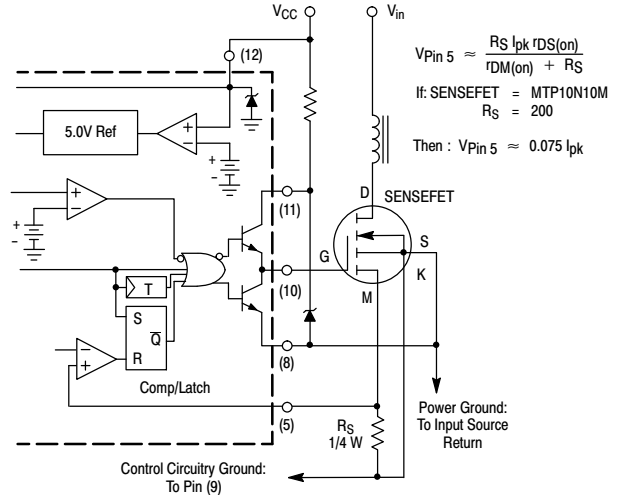 VCC
Vin
(12)
VPin 5 ≈ RS Ipk rDS(on)
rDM(on) + RS
If: SENSEFET = MTP10N10M
RS = 200
Then : VPin 5 ≈ 0.075 Ipk
5.0V Ref
+
−
+
−
+
−
+
−
(11)
D
SENSEFET
S
G
K
(10)
M
T
S
Q
R
−
+
(8)
Comp/Latch
(5)
RS
1/4 W
Power Ground:
To Input Source
Return
Control Circuitry Ground:
To Pin (9)